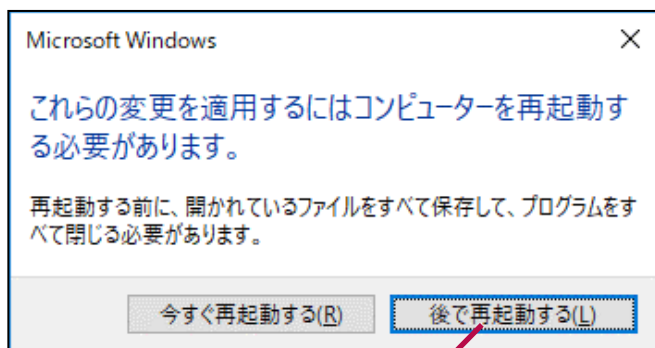 Microsoft Windows
これらの変更を適用するにはコンピューターを再起動す
る必要があります。
再起動する前に、開かれているファイルをすべて保存して、プログラムをす
べて閉じる必要があります。
今すぐ再起動する(R)
後で再起動する(L)